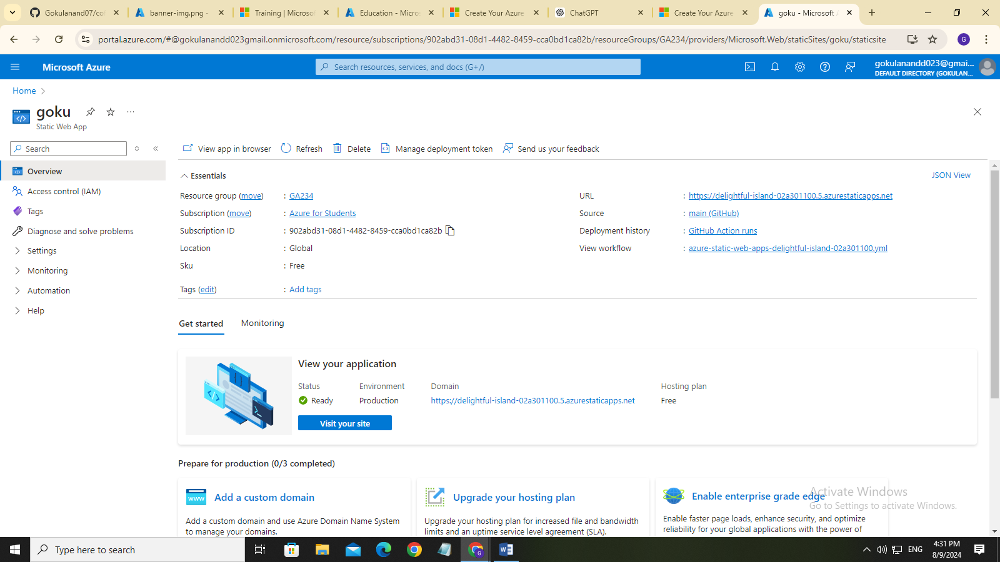 Gokulanand07/cof
banner-img.png -
Training | Microsof
Education - Micros
Create Your Azure
ChatGPT
Create Your Azure
goku - Microsoft A
portal.azure.com/#@gokulanandd023gmail.onmicrosoft.com/resource/subscriptions/902abd31-08d1-4482-8459-cca0bd1ca82b/resourceGroups/GA234/providers/Microsoft.Web/staticSites/goku/staticsite
G
Microsoft Azure
Search resources, services, and docs (G+/)
gokulanandd023@gmai...
DEFAULT DIRECTORY (GOKULAN...
Home
goku
Static Web App
Search
View app in browser
Refresh
Delete
Manage deployment token
Send us your feedback
Overview
Access control (IAM)
Tags
Diagnose and solve problems
Settings
Monitoring
Automation
Help
Essentials
JSON View
Resource group (move) : GA234
Subscription (move) : Azure for Students
Subscription ID : 902abd31-08d1-4482-8459-cca0bd1ca82b
Location : Global
Sku : Free
Tags (edit) : Add tags
URL : https://delightful-island-02a301100.5.azurestaticapps.net
Source : main (GitHub)
Deployment history : GitHub Action runs
View workflow : azure-static-web-apps-delightful-island-02a301100.yml
Get started
Monitoring
View your application
Status
Environment
Domain
Hosting plan
Ready
Production
https://delightful-island-02a301100.5.azurestaticapps.net
Free
Visit your site
Prepare for production (0/3 completed)
www
Add a custom domain
Add a custom domain and use Azure Domain Name System
to manage your domains.
Upgrade your hosting plan
Upgrade your hosting plan for increased file and bandwidth
limits and an uptime service level agreement (SLA).
Enable enterprise grade edge
Enable faster page loads, enhance security, and optimize
reliability for your global applications with the power of
Activate Windows
Go to Settings to activate Windows.
Type here to search
G
W
ENG
4:31 PM
8/9/2024